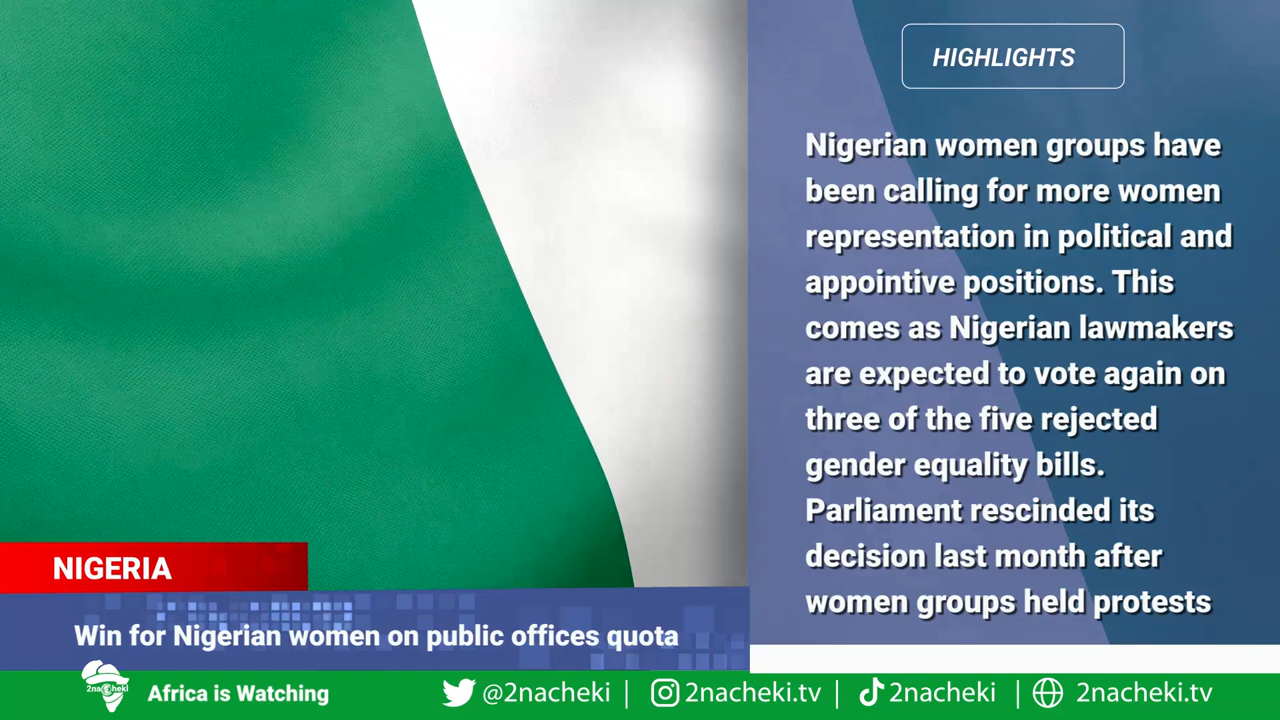 HIGHLIGHTS
Nigerian women groups have
been calling for more women
representation in political and
appointive positions. This
comes as Nigerian lawmakers
are expected to vote again on
three of the five rejected
gender equality bills.
Parliament rescinded its
decision last month after
women groups held protests
NIGERIA
Win for Nigerian women on public offices quota
2nacheki
Africa is Watching
@2nacheki | 2nacheki.tv | 2nacheki | 2nacheki.tv